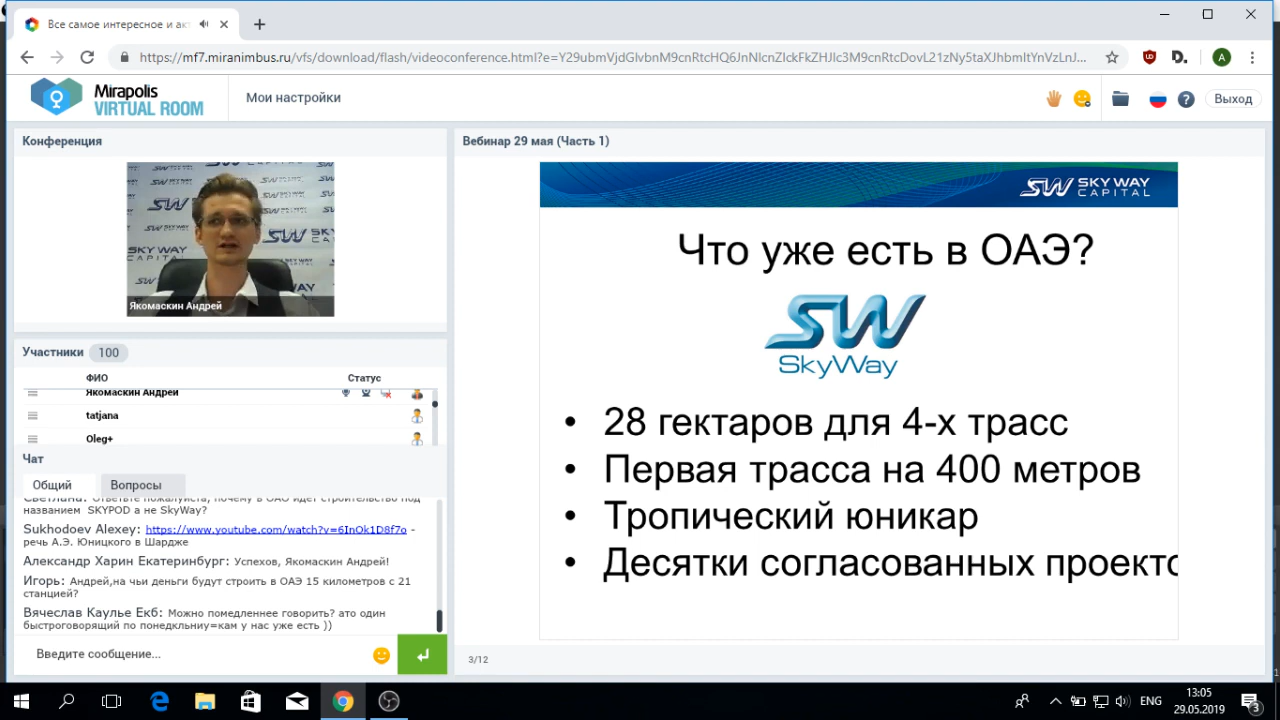 Все самое интересное и ак
https://mf7.miranimbus.ru/vfs/download/flash/videoconference.html?e=
Mirapolis
VIRTUAL ROOM
Мои настройки
Выход
Конференция
SKY WAY
CAPITAL
Якомаскин Андрей
Участники 100
ФИО Статус
Якомаскин Андрей
tatjana
Oleg+
Чат
Общий Вопросы
Светлана: Ответьте пожалуйста, почему в ОАО идет строительство под
названием SKYPOD а не SkyWay?
Sukhodoev Alexey: https://www.youtube.com/watch?v=6InOk1D8f7o -
речь А.Э. Юницкого в Шардже
Александр Харин Екатеринбург: Успехов, Якомаскин Андрей!
Игорь: Андрей,на чьи деньги будут строить в ОАЭ 15 километров с 21
станцией?
Вячеслав Каулье Екб: Можно помедленнее говорить? ато один
быстроговорящий по понедкльниу=кам у нас уже есть ))
Введите сообщение...
Вебинар 29 мая (Часть 1)
SW SKY WAY
CAPITAL
Что уже есть в ОАЭ?
SW
SkyWay
• 28 гектаров для 4-х трасс
• Первая трасса на 400 метров
• Тропический юникар
• Десятки согласованных проекто
3/12
ENG
13:05
29.05.2019
3